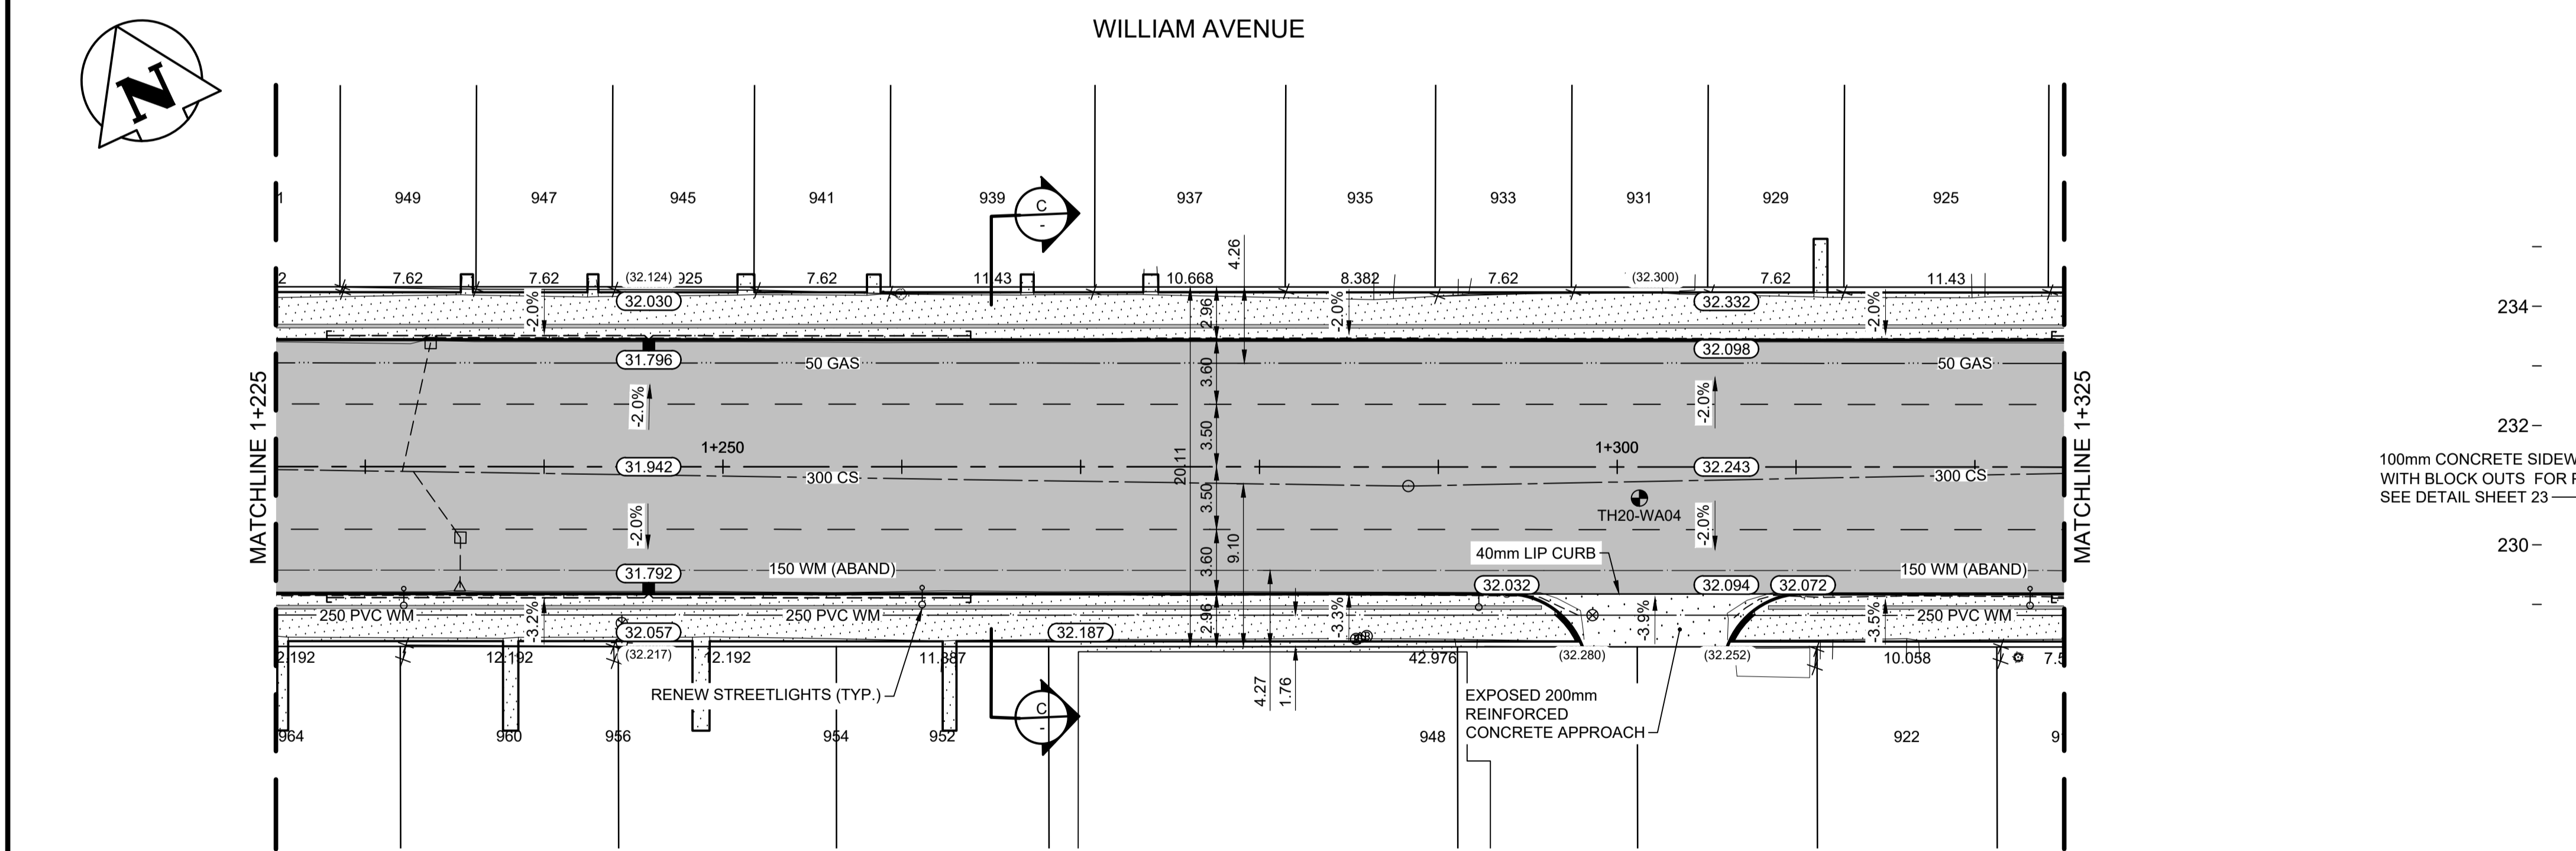 WILLIAM AVENUE
N
949 947 945 941 939 937 935 933 931 929 925
C
-
7.62 7.62 (32.124) 7.62 11.43 10.668 8.382 7.62 (32.300) 7.62 11.43
32.030 32.332
-2.0% 2.96 4.26 -2.0% -2.0%
31.796 32.098
50 GAS 50 GAS
3.60
-2.0% -2.0%
3.50
1+250 1+300
MATCHLINE 1+225
MATCHLINE 1+325
31.942 32.243
300 CS 300 CS
20.11
3.50
9.10
TH20-WA04
-2.0% -2.0%
3.60
40mm LIP CURB
150 WM (ABAND) 150 WM (ABAND)
31.792 32.032 32.094 32.072
250 PVC WM 250 PVC WM 250 PVC WM
-3.2% 2.96 -3.3% -3.9% -3.5%
32.057 32.187
12.192 (32.217) 12.192 11.887 42.976 (32.280) (32.252) 10.058
4.27 1.76
RENEW STREETLIGHTS (TYP.)
EXPOSED 200mm
REINFORCED
CONCRETE APPROACH
C
-
964 960 956 954 952 948 922
234
232
230
100mm CONCRETE
WITH BLOCK OUTS FOR
SEE DETAIL SHEET 23